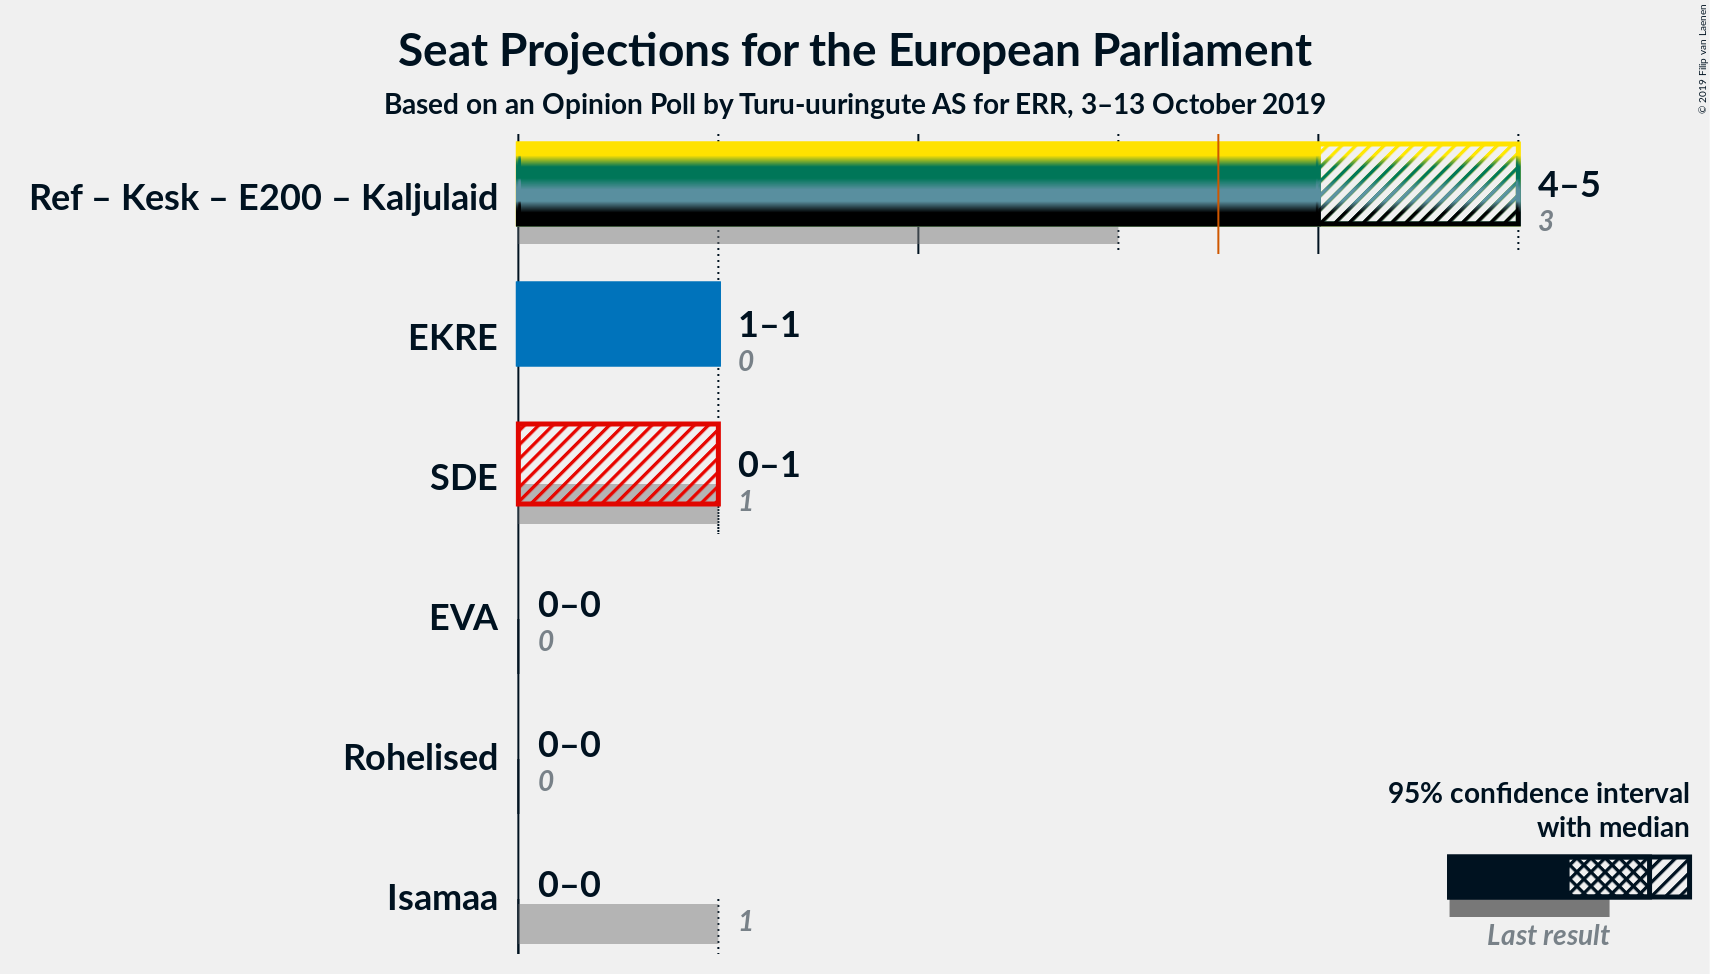 Seat Projections for the European Parliament
Based on an Opinion Poll by Turu-uuringute AS for ERR, 3–13 October 2019
© 2019 Filip van Laenen
Ref – Kesk – E200 – Kaljulaid
4–5
3
EKRE
1–1
0
SDE
0–1
1
EVA
0–0
0
Rohelised
0–0
0
Isamaa
0–0
1
95% confidence interval
with median
Last result